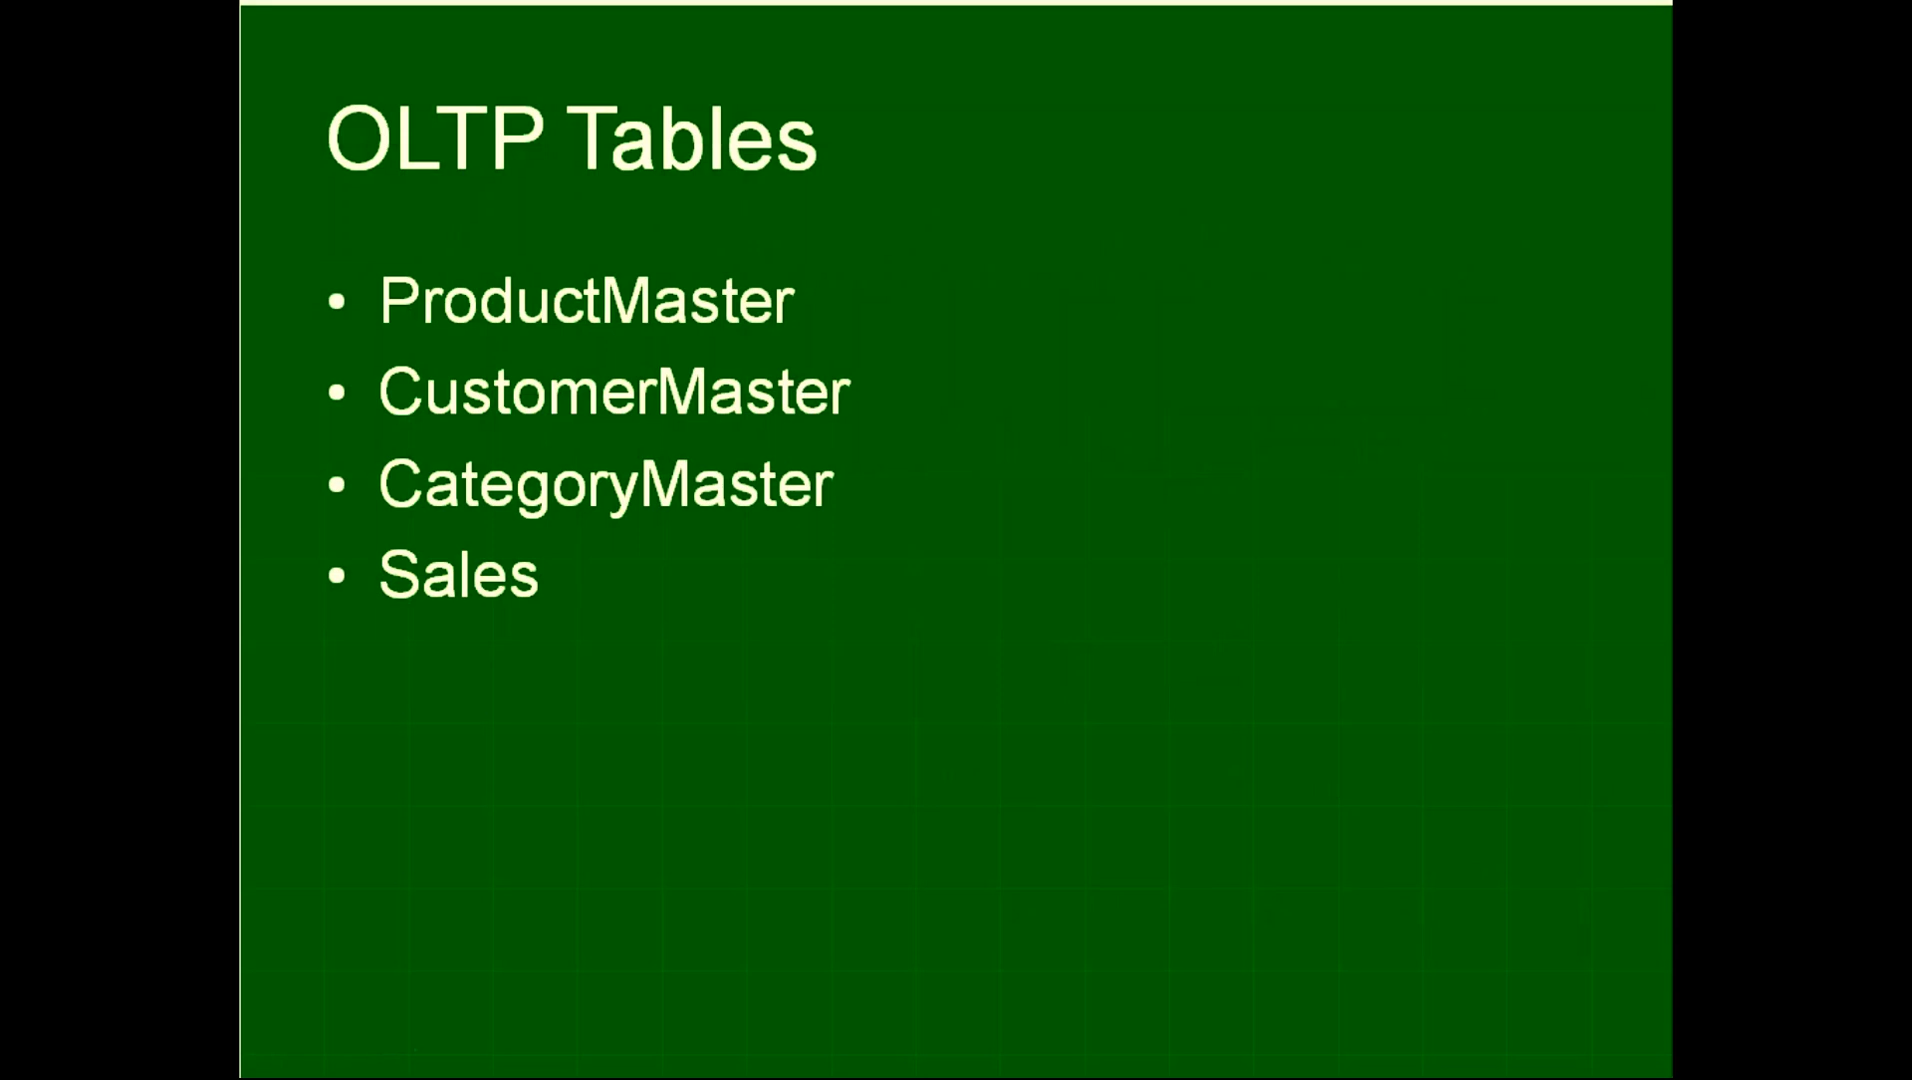 OLTP Tables
• ProductMaster
• CustomerMaster
• CategoryMaster
• Sales